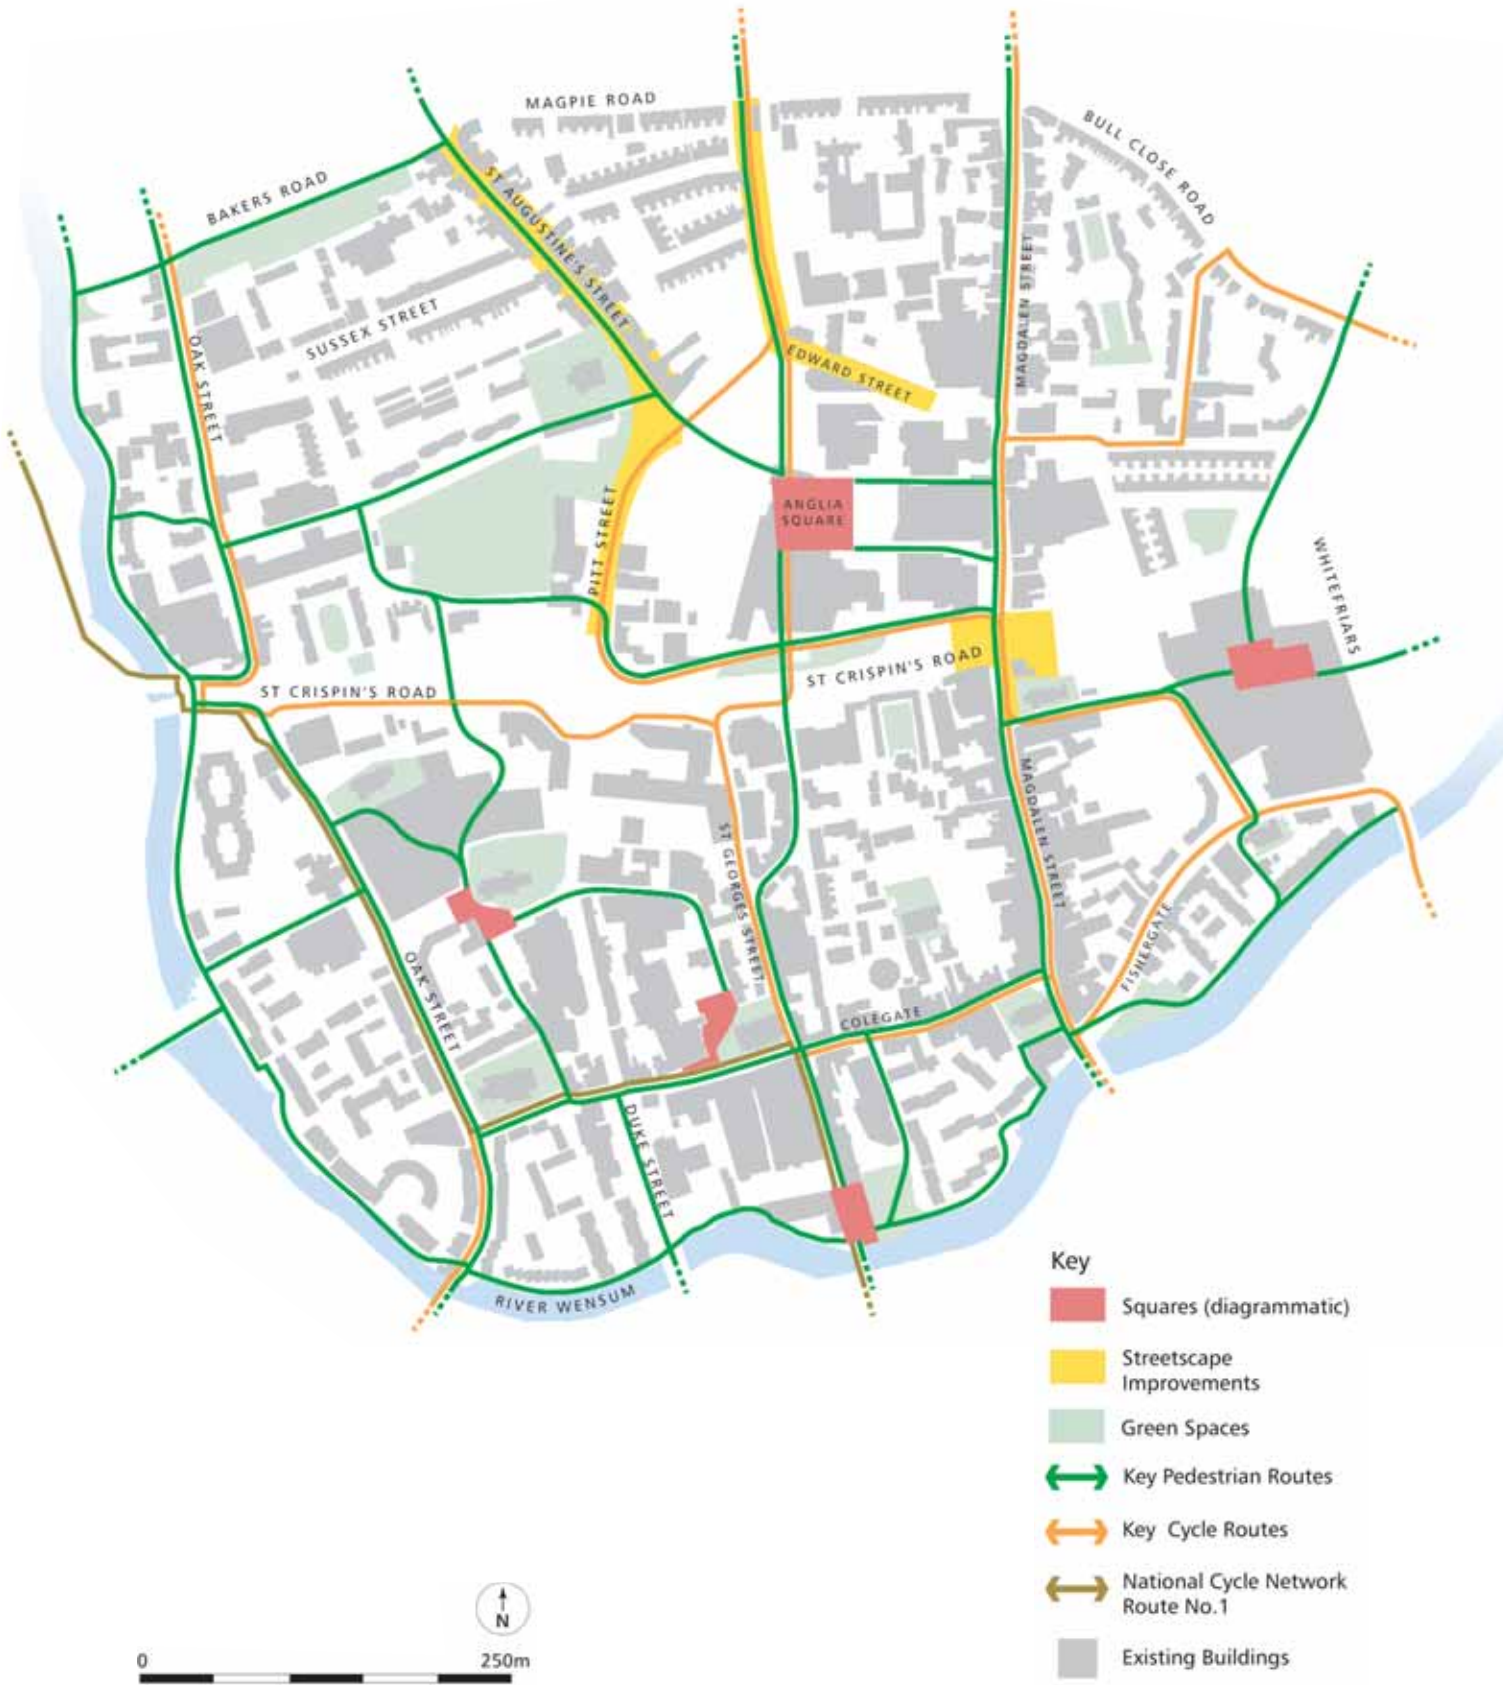 MAGPIE ROAD
BULL CLOSE ROAD
BAKERS ROAD
ST AUGUSTINE'S STREET
MAGDALEN STREET
SUSSEX STREET
OAK STREET
EDWARD STREET
ANGLIA
SQUARE
PITT STREET
WHITEFRIARS
ST CRISPIN'S ROAD
ST CRISPIN'S ROAD
MAGDALEN STREET
ST GEORGES STREET
FISHERGATE
OAK STREET
COLEGATE
DUKE STREET
RIVER WENSUM
Key
Squares (diagrammatic)
Streetscape
Improvements
Green Spaces
Key Pedestrian Routes
Key Cycle Routes
National Cycle Network
Route No.1
Existing Buildings
N
0 250m